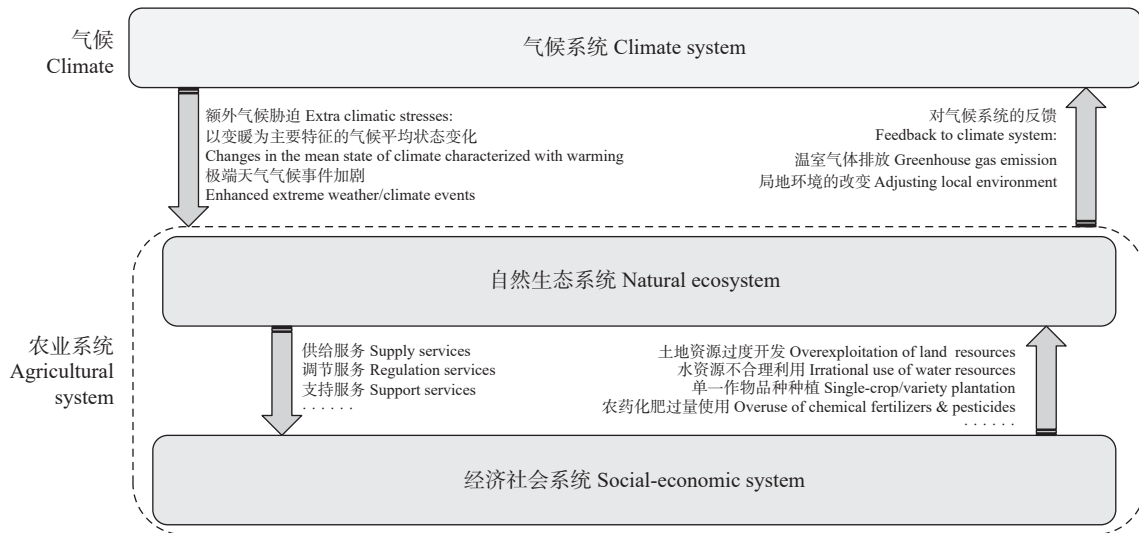 气候
Climate
气候系统 Climate system
额外气候胁迫 Extra climatic stresses:
以变暖为主要特征的气候平均状态变化
Changes in the mean state of climate characterized with warming
极端天气气候事件加剧
Enhanced extreme weather/climate events
对气候系统的反馈
Feedback to climate system:
温室气体排放 Greenhouse gas emission
局地环境的改变 Adjusting local environment
农业系统
Agricultural
system
自然生态系统 Natural ecosystem
供给服务 Supply services
调节服务 Regulation services
支持服务 Support services
. . . . . .
土地资源过度开发 Overexploitation of land resources
水资源不合理利用 Irrational use of water resources
单一作物品种种植 Single-crop/variety plantation
农药化肥过量使用 Overuse of chemical fertilizers & pesticides
. . . . . .
经济社会系统 Social-economic system